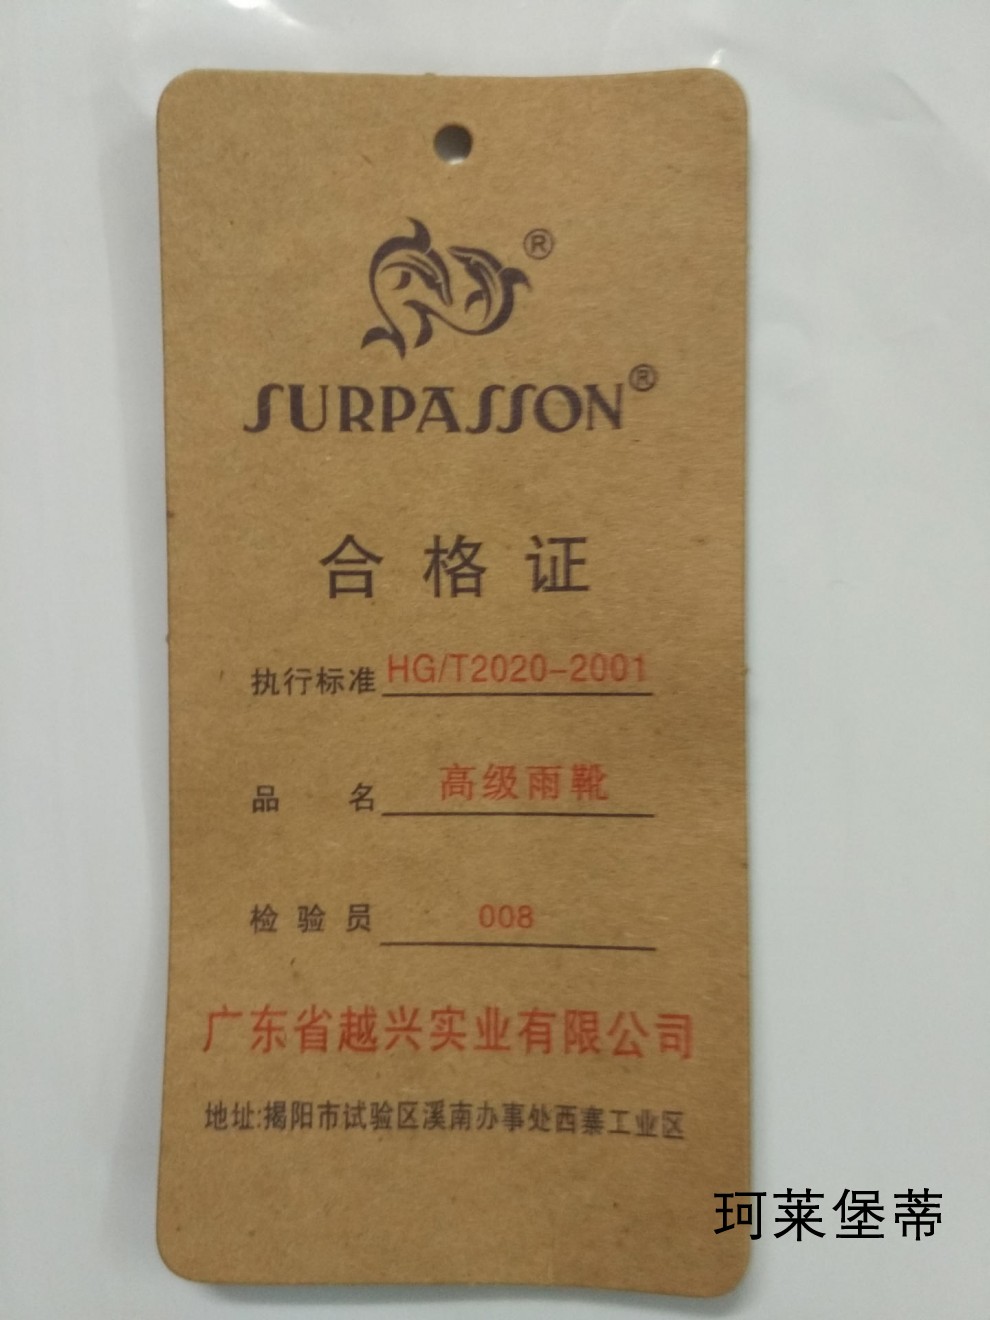 ®
SURPASSON®
合格证
执行标准 HG/T2020-2001
品名 高级雨靴
检验员 008
广东省越兴实业有限公司
地址:揭阳市试验区溪南办事处西寨工业区
珂莱堡蒂